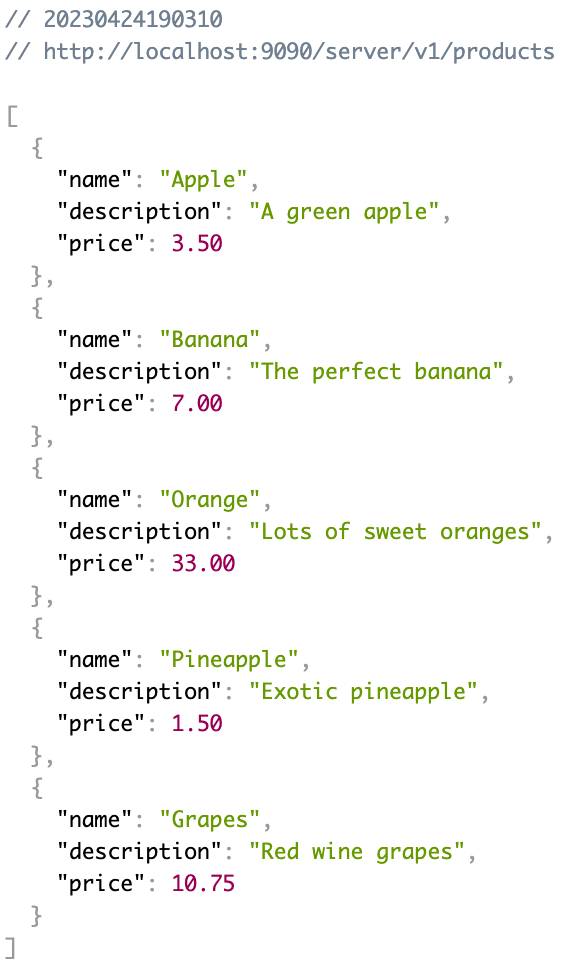 // 20230424190310
// http://localhost:9090/server/v1/products
[
  {
    "name": "Apple",
    "description": "A green apple",
    "price": 3.50
  },
  {
    "name": "Banana",
    "description": "The perfect banana",
    "price": 7.00
  },
  {
    "name": "Orange",
    "description": "Lots of sweet oranges",
    "price": 33.00
  },
  {
    "name": "Pineapple",
    "description": "Exotic pineapple",
    "price": 1.50
  },
  {
    "name": "Grapes",
    "description": "Red wine grapes",
    "price": 10.75
  }
]